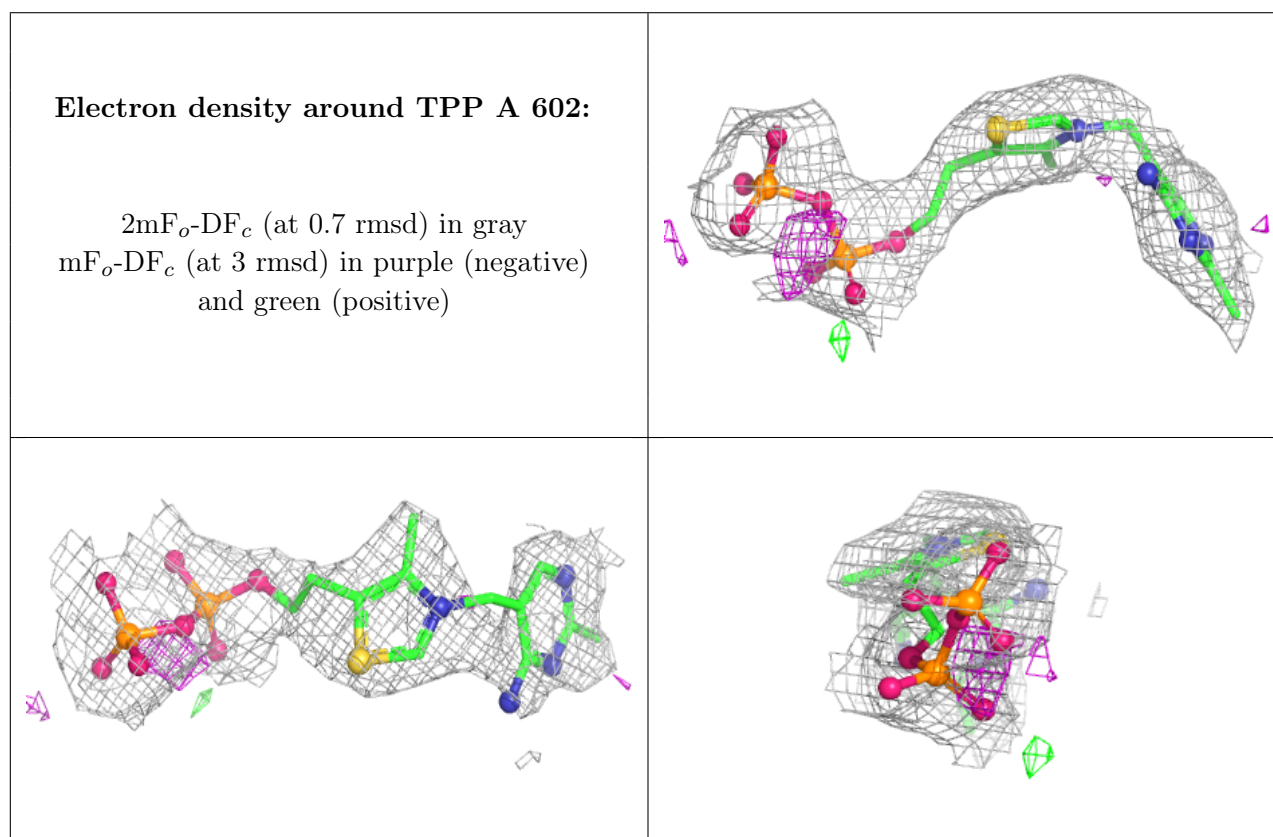 Electron density around TPP A 602:
2mFₒ-DF𝒸 (at 0.7 rmsd) in gray
mFₒ-DF𝒸 (at 3 rmsd) in purple (negative)
and green (positive)